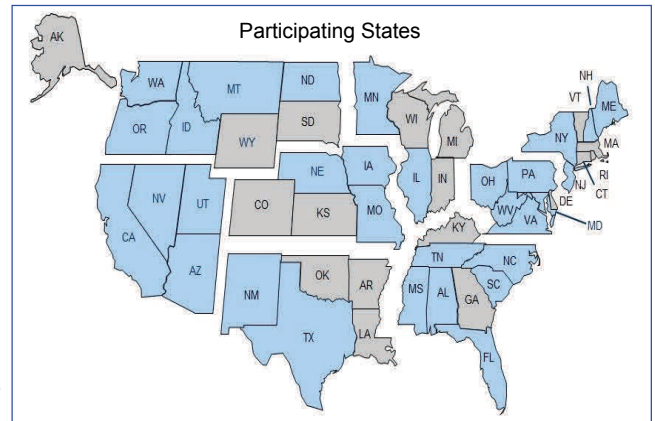 Participating States
AK
WA
MT
ND
MN
NH
VT
ME
OR
ID
WY
SD
WI
MI
NY
MA
RI
CT
NJ
NV
UT
CO
NE
KS
IA
MO
IL
IN
OH
PA
WV
VA
DE
MD
CA
AZ
NM
OK
AR
KY
TN
NC
SC
TX
LA
MS
AL
GA
FL